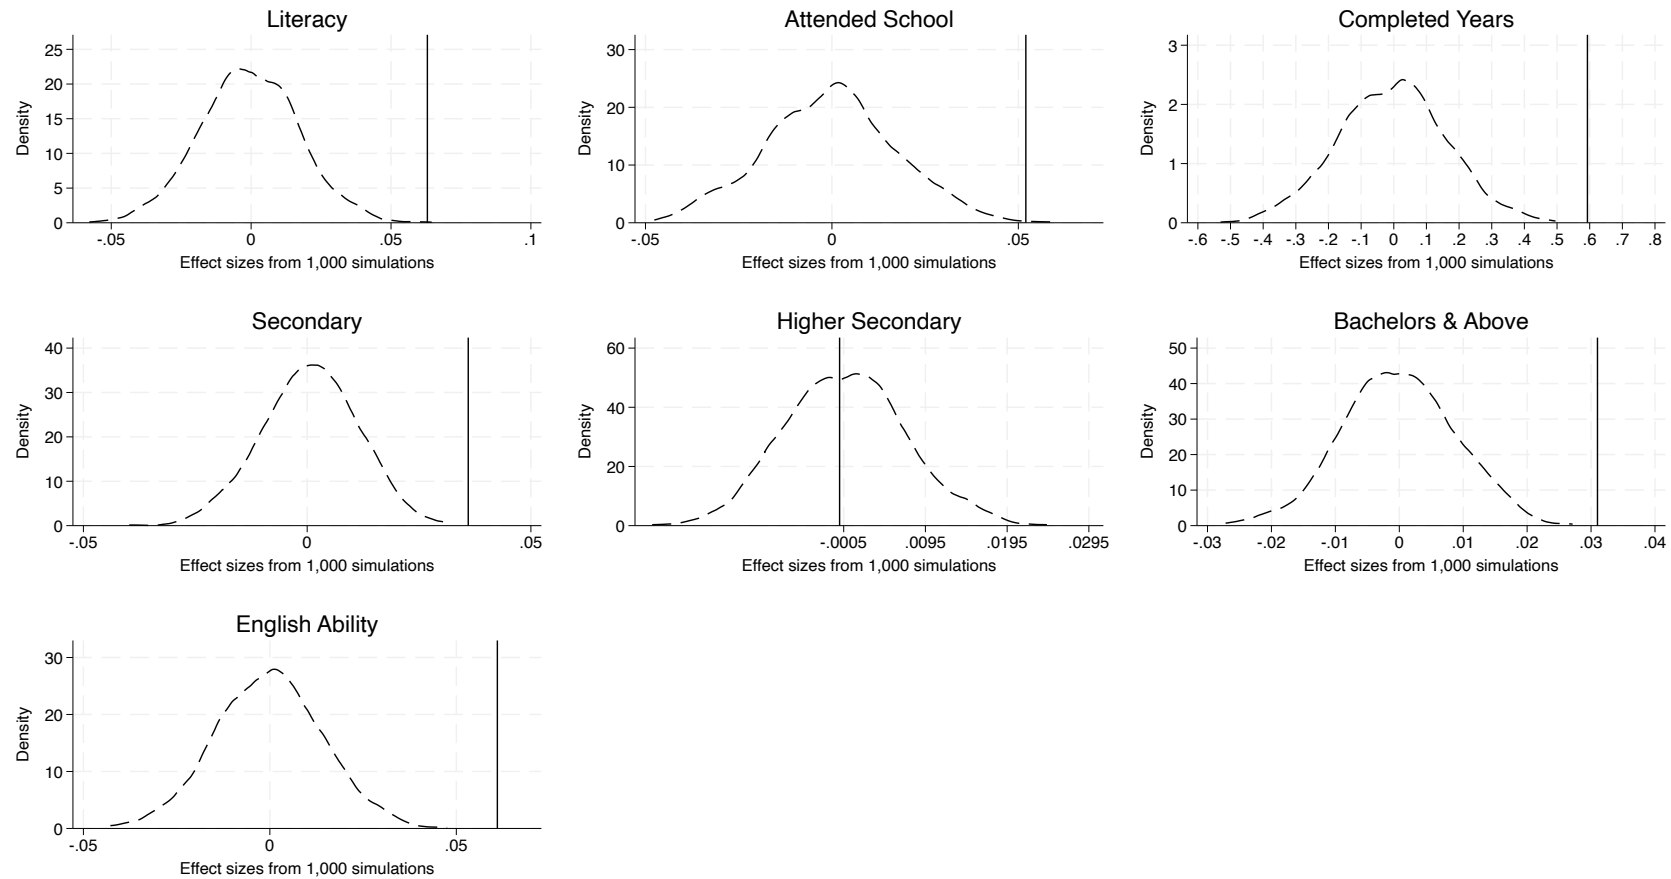 Literacy
Density
25
20
15
10
5
0
-.05 0 .05 .1
Effect sizes from 1,000 simulations
Attended School
Density
30
20
10
0
-.05 0 .05
Effect sizes from 1,000 simulations
Completed Years
Density
3
2
1
0
-.6 -.5 -.4 -.3 -.2 -.1 0 .1 .2 .3 .4 .5 .6 .7 .8
Effect sizes from 1,000 simulations
Secondary
Density
40
30
20
10
0
-.05 0 .05
Effect sizes from 1,000 simulations
Higher Secondary
Density
60
40
20
0
-.0005 .0095 .0195 .0295
Effect sizes from 1,000 simulations
Bachelors & Above
Density
50
40
30
20
10
0
-.03 -.02 -.01 0 .01 .02 .03 .04
Effect sizes from 1,000 simulations
English Ability
Density
30
20
10
0
-.05 0 .05
Effect sizes from 1,000 simulations